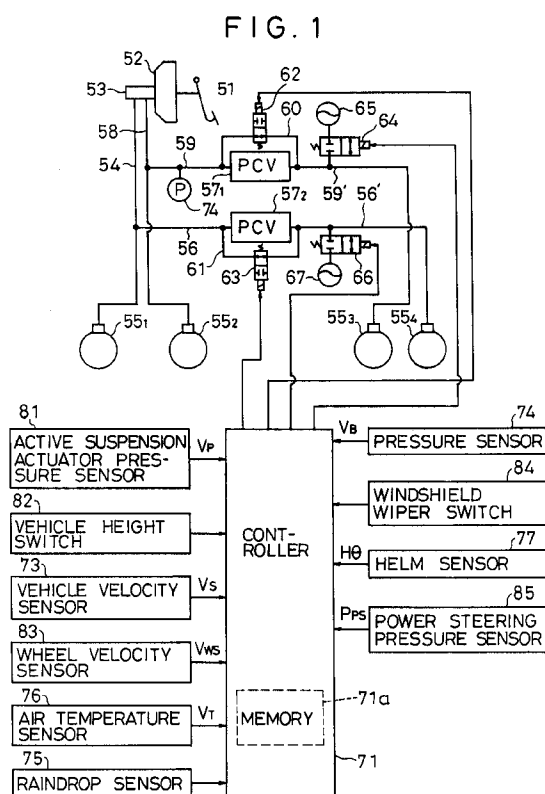 FIG. 1
52
53
51
62
58
60
65
64
59
54
PCV
57₁
59'
P
74
57₂
56'
PCV
56
61
63
67
66
55₁
55₂
55₃
55₄
81
ACTIVE SUSPENSION
ACTUATOR PRES-
SURE SENSOR
VP
82
VEHICLE HEIGHT
SWITCH
73
VEHICLE VELOCITY
SENSOR
VS
83
WHEEL VELOCITY
SENSOR
VWS
76
AIR TEMPERATURE
SENSOR
VT
75
RAINDROP SENSOR
CONT-
ROLLER
MEMORY
71a
71
VB
74
PRESSURE SENSOR
84
WINDSHIELD
WIPER SWITCH
Hθ
77
HELM SENSOR
85
PPS
POWER STEERING
PRESSURE SENSOR